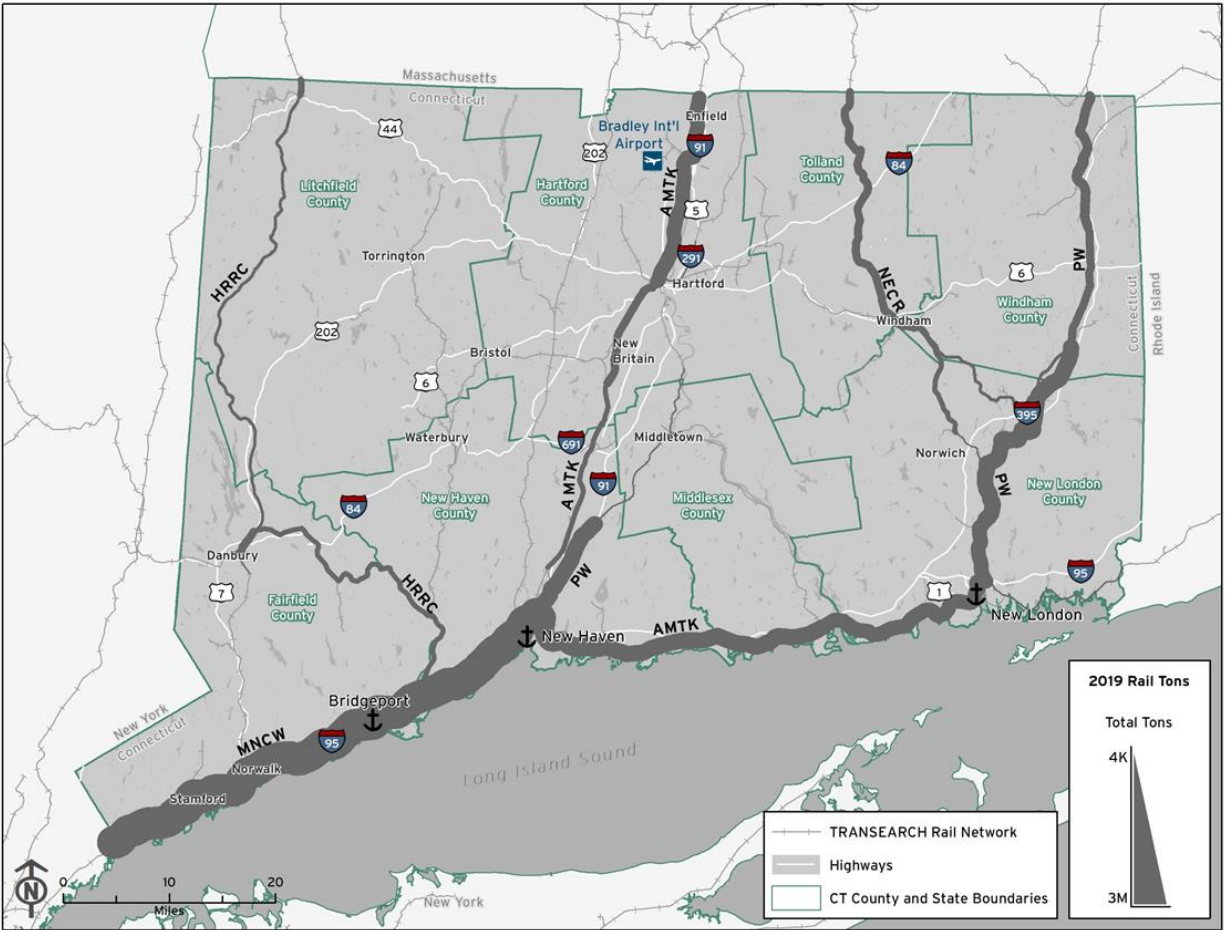 Massachusetts
Connecticut
44
202
Bradley Int'l
Airport
Enfield
91
AMTK
5
Tolland
County
84
Litchfield
County
Hartford
County
HRRC
Torrington
291
Hartford
NECR
6
PW
Windham
County
Connecticut
Rhode Island
Windham
202
Bristol
New
Britain
6
Waterbury
691
Middletown
395
Norwich
AMTK
91
PW
New London
County
84
New Haven
County
Middlesex
County
Danbury
7
HRRC
PW
95
Fairfield
County
1
New London
New Haven
AMTK
Bridgeport
New York
Connecticut
MNCW
95
Norwalk
Stamford
Long Island Sound
2019 Rail Tons
Total Tons
4K
3M
TRANSEARCH Rail Network
Highways
CT County and State Boundaries
N
0 10 20
Miles
New York